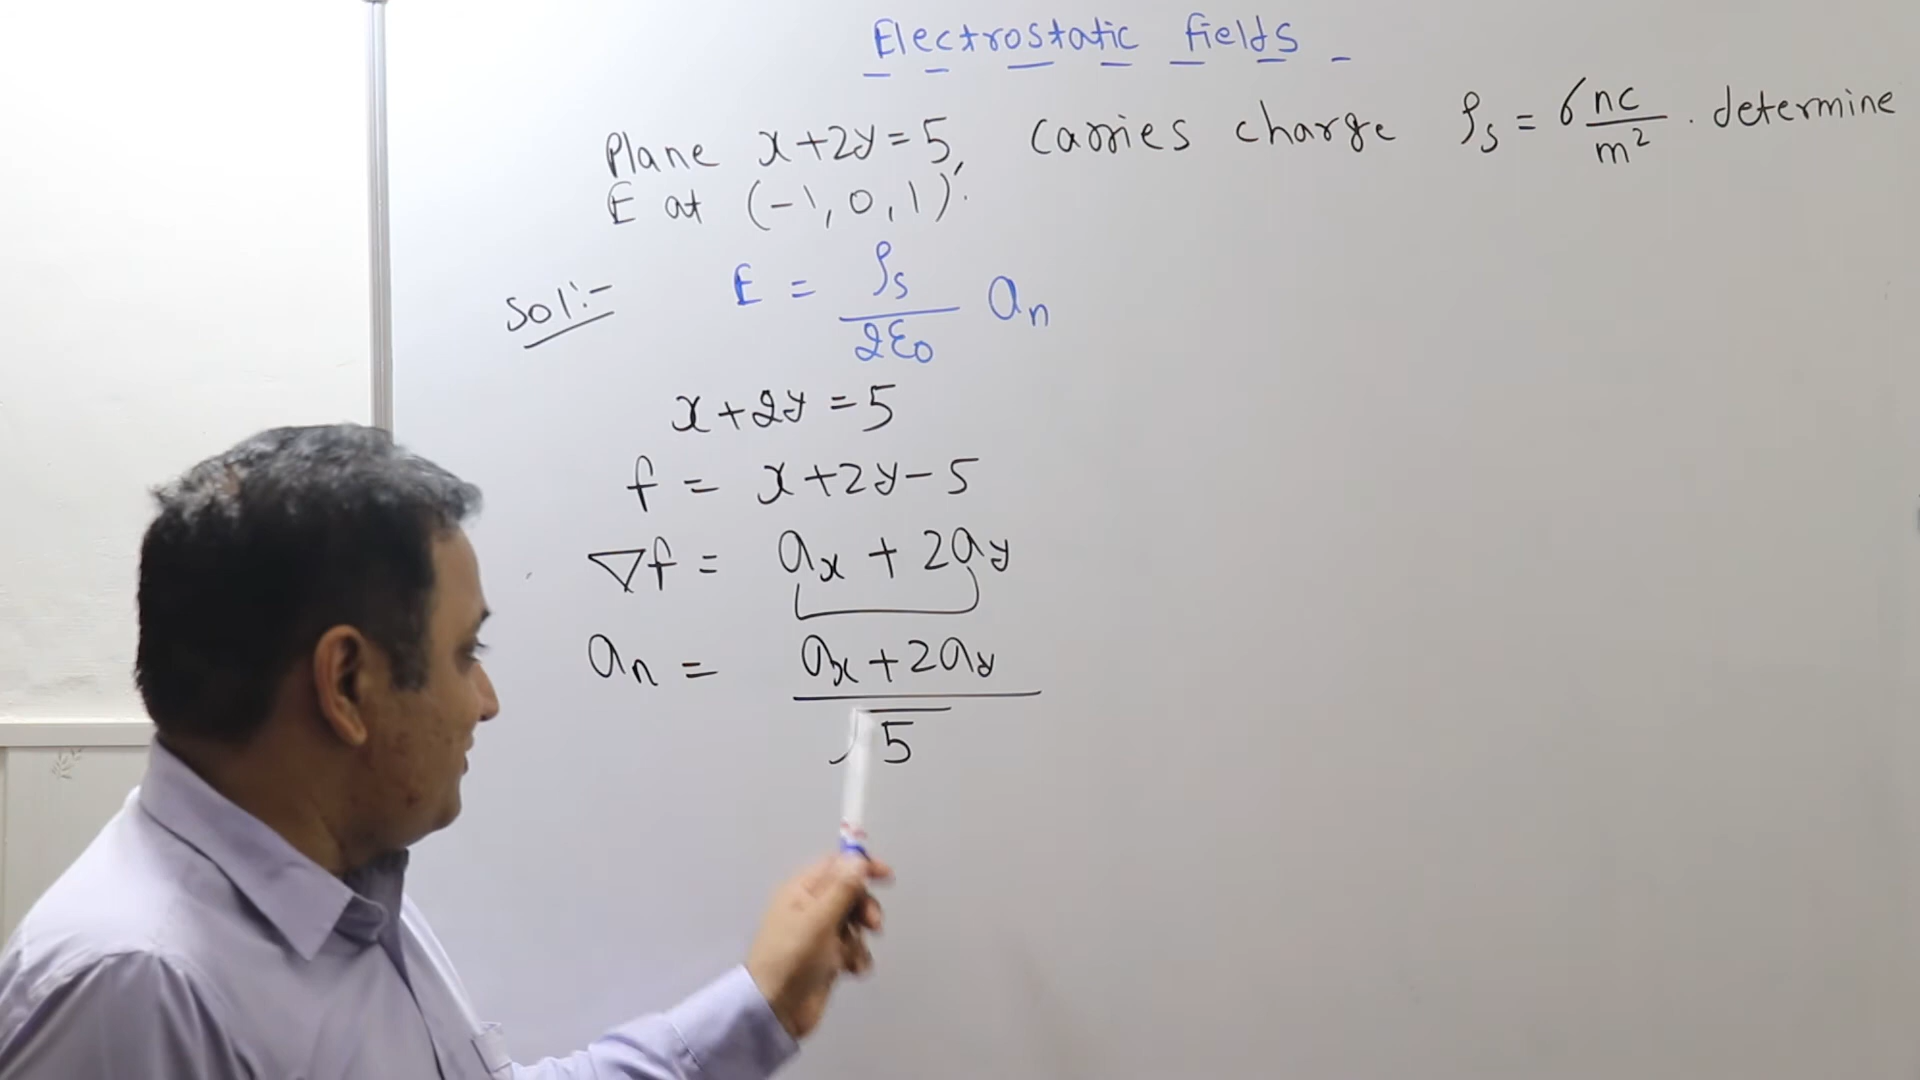 Electrostatic fields
Plane x+2y=5, carries charge ρs = 6 nc/m². determine
E at (-1, 0, 1).
Sol:-
E = ρs/2ε0 an
x+2y=5
f = x+2y-5
∇f = ax + 2ay
an = ax+2ay/√5